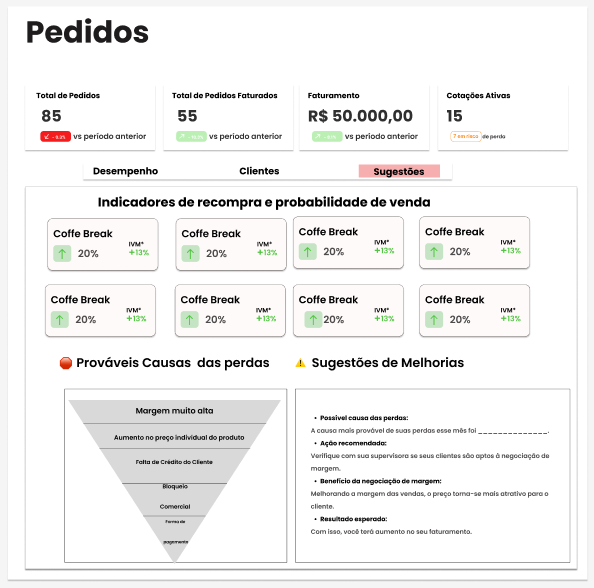 Pedidos
Total de Pedidos
85
vs período anterior
Total de Pedidos Faturados
55
vs período anterior
Faturamento
R$ 50.000,00
vs período anterior
Cotações Ativas
15
7 em risco de perda
Desempenho Clientes Sugestões
Indicadores de recompra e probabilidade de venda
Coffe Break
20%
IVM*
+13%
Coffe Break
20%
IVM*
+13%
Coffe Break
20%
IVM*
+13%
Coffe Break
20%
IVM*
+13%
Coffe Break
20%
IVM*
+13%
Coffe Break
20%
IVM*
+13%
Coffe Break
20%
IVM*
+13%
Coffe Break
20%
IVM*
+13%
Prováveis Causas das perdas
Margem muito alta
Aumento no preço individual do produto
Falta de Crédito do Cliente
Bloqueio
Comercial
Forma de
pagamento
Sugestões de Melhorias
• Possível causa das perdas:
A causa mais provável de suas perdas esse mês foi ______________.
• Ação recomendada:
Verifique com sua supervisora se seus clientes são aptos à negociação de
margem.
• Benefício da negociação de margem:
Melhorando a margem das vendas, o preço torna-se mais atrativo para o
cliente.
• Resultado esperado:
Com isso, você terá aumento no seu faturamento.